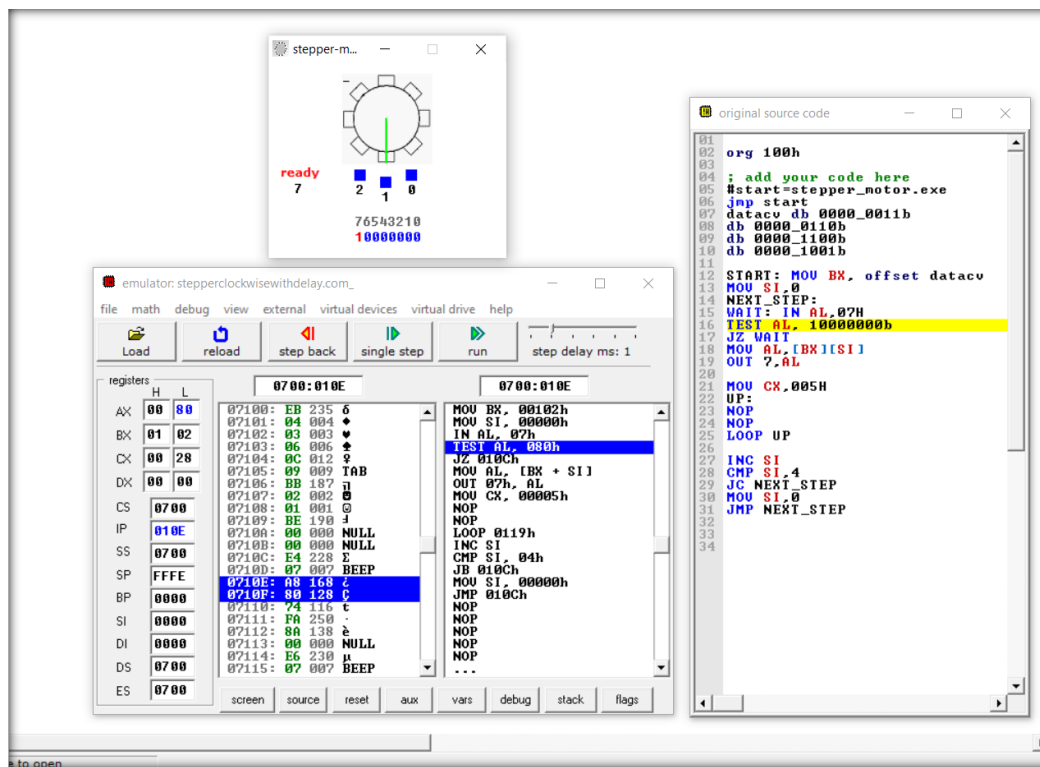 stepper-m...
ready
7
2
1
0
76543210
10000000
emulator: stepperclockwisewithdelay.com_
file math debug view external virtual devices virtual drive help
Load reload step back single step run step delay ms: 1
registers
H L
AX 00 80
BX 01 02
CX 00 28
DX 00 00
CS 0700
IP 010E
SS 0700
SP FFFE
BP 0000
SI 0000
DI 0000
DS 0700
ES 0700
0700:010E
07100: EB 235 δ
07101: 04 004 ♦
07102: 03 003 ♥
07103: 06 006 ♠
07104: 0C 012 ♀
07105: 09 009 TAB
07106: BB 187 ╗
07107: 02 002 ☻
07108: 01 001 ☺
07109: BE 190 ╛
0710A: 00 000 NULL
0710B: 00 000 NULL
0710C: E4 228 Σ
0710D: 07 007 BEEP
0710E: A8 168 ¿
0710F: 80 128 Ç
07110: 74 116 t
07111: FA 250 ·
07112: 8A 138 è
07113: 00 000 NULL
07114: E6 230 µ
07115: 07 007 BEEP
0700:010E
MOV BX, 00102h
MOV SI, 00000h
IN AL, 07h
TEST AL, 080h
JZ 010Ch
MOV AL, [BX + SI]
OUT 07h, AL
MOV CX, 00005h
NOP
NOP
LOOP 0119h
INC SI
CMP SI, 04h
JB 010Ch
MOV SI, 00000h
JMP 010Ch
NOP
NOP
NOP
NOP
NOP
...
screen source reset aux vars debug stack flags
original source code
01
02 org 100h
03
04 ; add your code here
05 #start=stepper_motor.exe
06 jmp start
07 datacv db 0000_0011b
08 db 0000_0110b
09 db 0000_1100b
10 db 0000_1001b
11
12 START: MOV BX, offset datacv
13 MOV SI,0
14 NEXT_STEP:
15 WAIT: IN AL,07H
16 TEST AL, 10000000b
17 JZ WAIT
18 MOV AL,[BX][SI]
19 OUT 7,AL
20
21 MOV CX,005H
22 UP:
23 NOP
24 NOP
25 LOOP UP
26
27 INC SI
28 CMP SI,4
29 JC NEXT_STEP
30 MOV SI,0
31 JMP NEXT_STEP
32
33
34
e to open